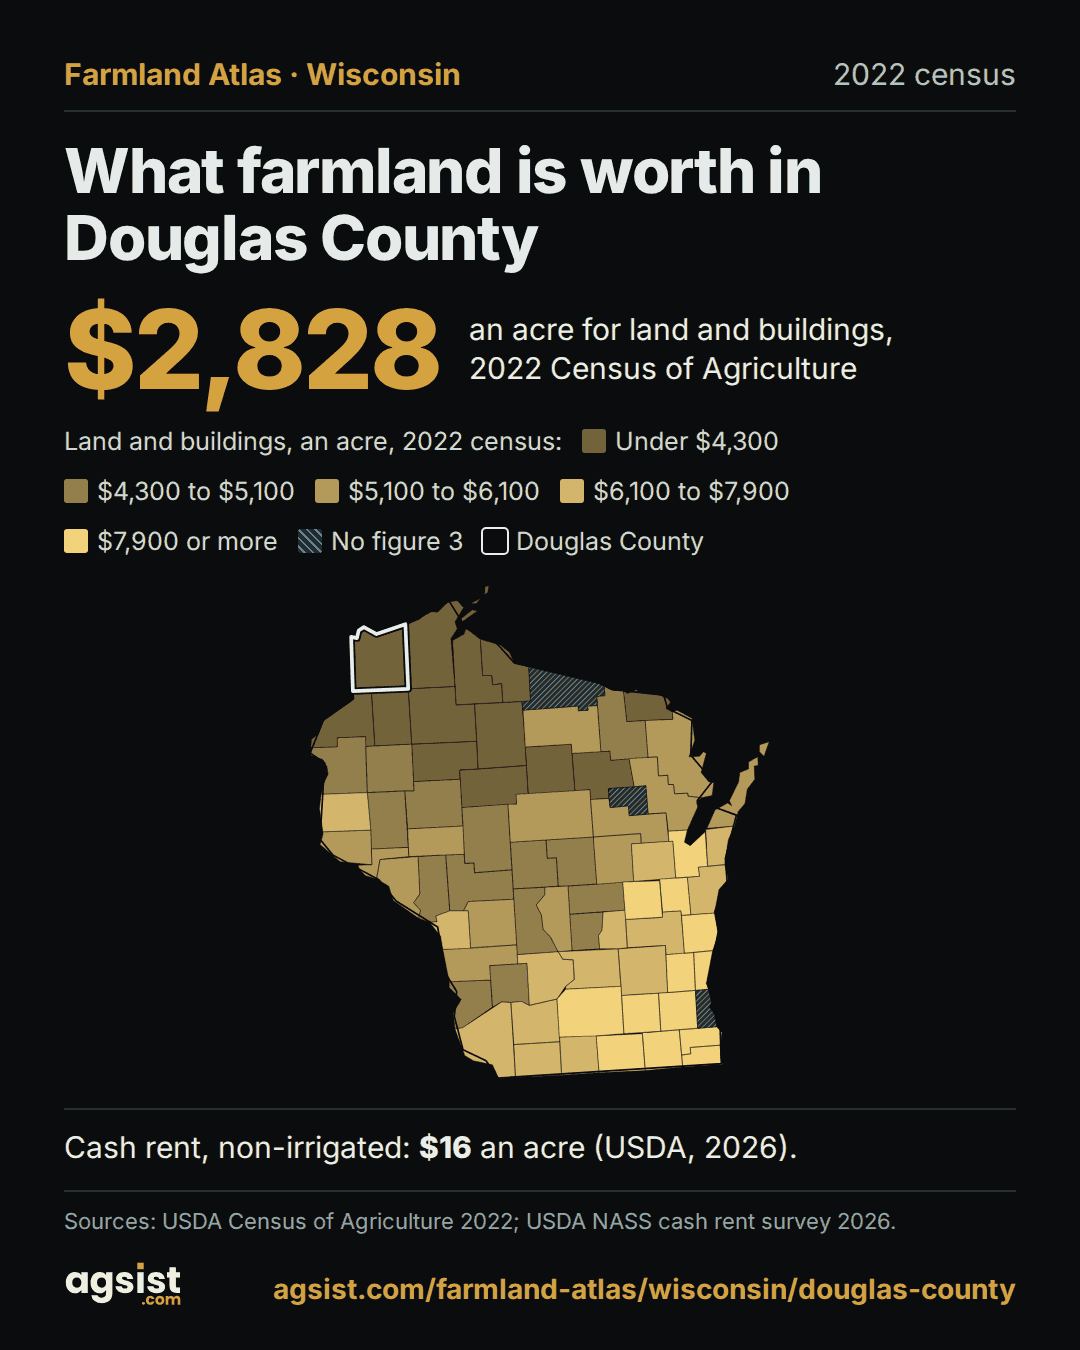 Farmland Atlas · Wisconsin
2022 census
What farmland is worth in
Douglas County
$2,828
an acre for land and buildings,
2022 Census of Agriculture
Land and buildings, an acre, 2022 census: Under $4,300
$4,300 to $5,100 $5,100 to $6,100 $6,100 to $7,900
$7,900 or more No figure 3 Douglas County
Cash rent, non-irrigated: $16 an acre (USDA, 2026).
Sources: USDA Census of Agriculture 2022; USDA NASS cash rent survey 2026.
agsist.com
agsist.com/farmland-atlas/wisconsin/douglas-county